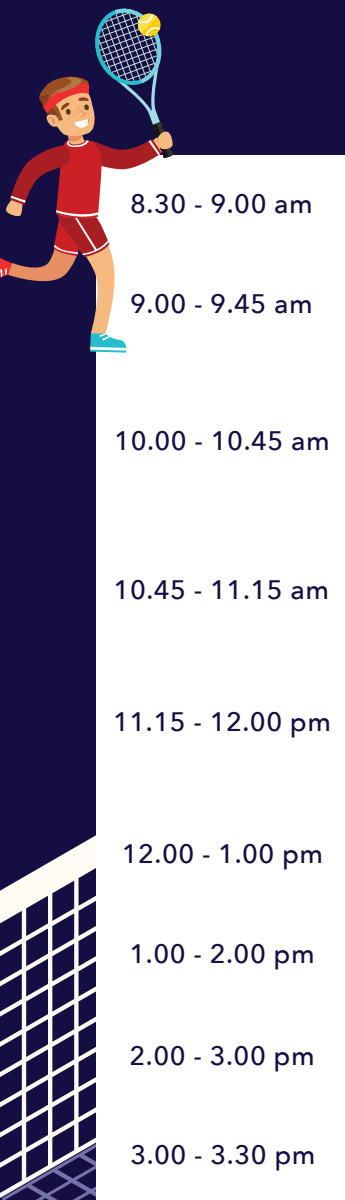 8.30 - 9.00 am
9.00 - 9.45 am
10.00 - 10.45 am
10.45 - 11.15 am
11.15 - 12.00 pm
12.00 - 1.00 pm
1.00 - 2.00 pm
2.00 - 3.00 pm
3.00 - 3.30 pm